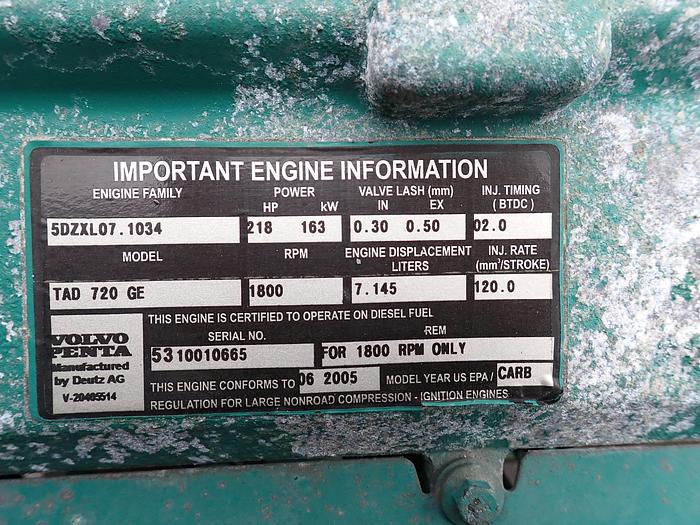 IMPORTANT ENGINE INFORMATION
ENGINE FAMILY POWER VALVE LASH (mm) INJ. TIMING
HP kW IN EX ( BTDC )
5DZXL07.1034 218 163 0.30 0.50 02.0
MODEL RPM ENGINE DISPLACEMENT INJ. RATE
LITERS (mm³/STROKE)
TAD 720 GE 1800 7.145 120.0
THIS ENGINE IS CERTIFIED TO OPERATE ON DIESEL FUEL
SERIAL NO. REM
VOLVO
PENTA
5310010665 FOR 1800 RPM ONLY
Manufactured
by Deutz AG
V-20405514
THIS ENGINE CONFORMS TO 06 2005 MODEL YEAR US EPA / CARB
REGULATION FOR LARGE NONROAD COMPRESSION - IGNITION ENGINES